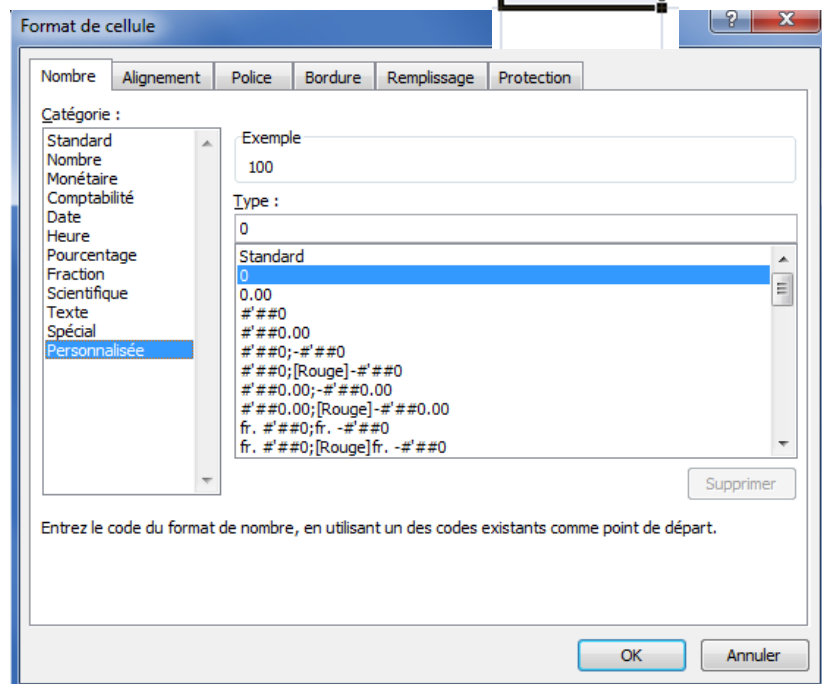 Format de cellule
Nombre Alignement Police Bordure Remplissage Protection
Catégorie :
Standard
Nombre
Monétaire
Comptabilité
Date
Heure
Pourcentage
Fraction
Scientifique
Texte
Spécial
Personnalisée
Exemple
100
Type :
0
Standard
0
0.00
#'##0
#'##0.00
#'##0;-#'##0
#'##0;[Rouge]-#'##0
#'##0.00;-#'##0.00
#'##0.00;[Rouge]-#'##0.00
fr. #'##0;fr. -#'##0
fr. #'##0;[Rouge]fr. -#'##0
Supprimer
Entrez le code du format de nombre, en utilisant un des codes existants comme point de départ.
OK Annuler